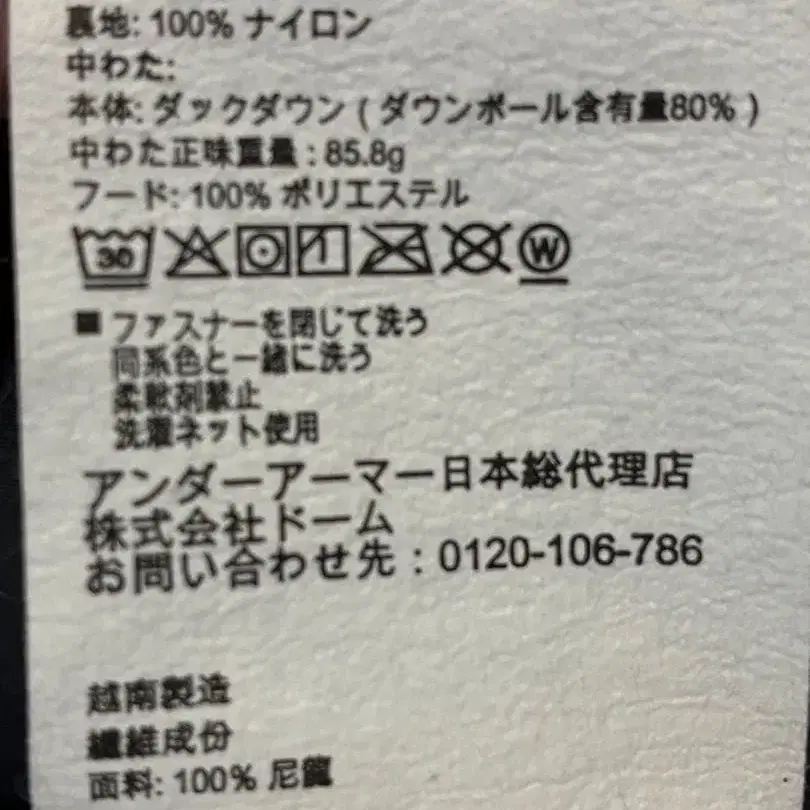 裏地: 100% ナイロン
中わた:
本体: ダックダウン ( ダウンボール含有量80% )
中わた正味重量 : 85.8g
フード: 100% ポリエステル
30 W
■ ファスナーを閉じて洗う
同系色と一緒に洗う
柔軟剤禁止
洗濯ネット使用
アンダーアーマー日本総代理店
株式会社ドーム
お問い合わせ先 : 0120-106-786
越南製造
纖維成份
面料: 100% 尼龍